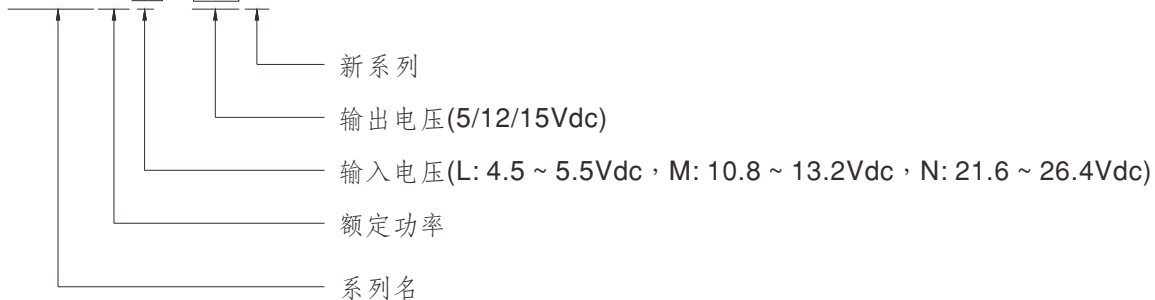 新系列
输出电压(5/12/15Vdc)
输入电压(L: 4.5 ~ 5.5Vdc，M: 10.8 ~ 13.2Vdc，N: 21.6 ~ 26.4Vdc)
额定功率
系列名